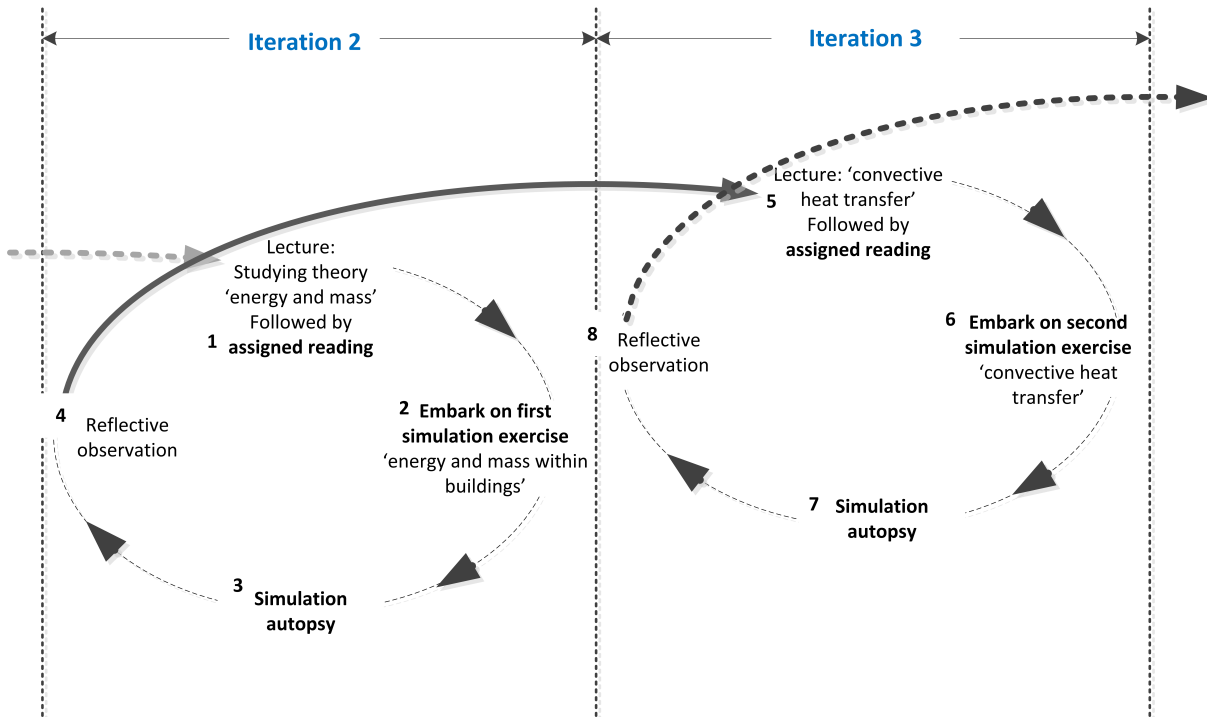 Iteration 2
Iteration 3
Lecture:
Studying theory
‘energy and mass’
Followed by
1 assigned reading
2 Embark on first
simulation exercise
‘energy and mass within
buildings’
3 Simulation
autopsy
4 Reflective
observation
Lecture: ‘convective
5 heat transfer’
Followed by
assigned reading
6 Embark on second
simulation exercise
‘convective heat
transfer’
7 Simulation
autopsy
8 Reflective
observation